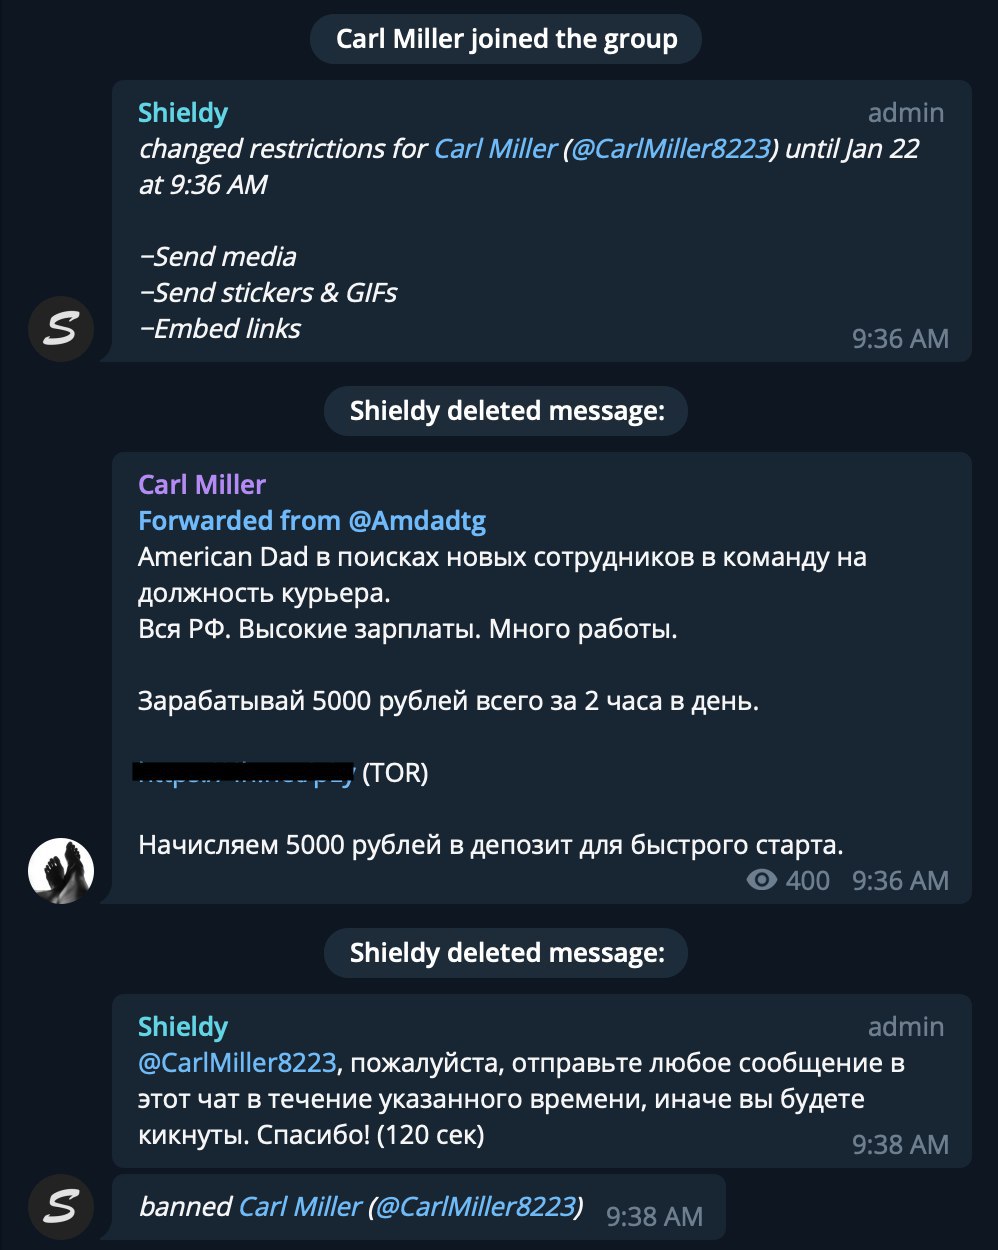 Carl Miller joined the group
Shieldy admin
changed restrictions for Carl Miller (@CarlMiller8223) until Jan 22
at 9:36 AM
−Send media
−Send stickers & GIFs
−Embed links
9:36 AM
Shieldy deleted message:
Carl Miller
Forwarded from @Amdadtg
American Dad в поисках новых сотрудников в команду на
должность курьера.
Вся РФ. Высокие зарплаты. Много работы.
Зарабатывай 5000 рублей всего за 2 часа в день.
(TOR)
Начисляем 5000 рублей в депозит для быстрого старта.
400 9:36 AM
Shieldy deleted message:
Shieldy admin
@CarlMiller8223, пожалуйста, отправьте любое сообщение в
этот чат в течение указанного времени, иначе вы будете
кикнуты. Спасибо! (120 сек)
9:38 AM
S
banned Carl Miller (@CarlMiller8223) 9:38 AM